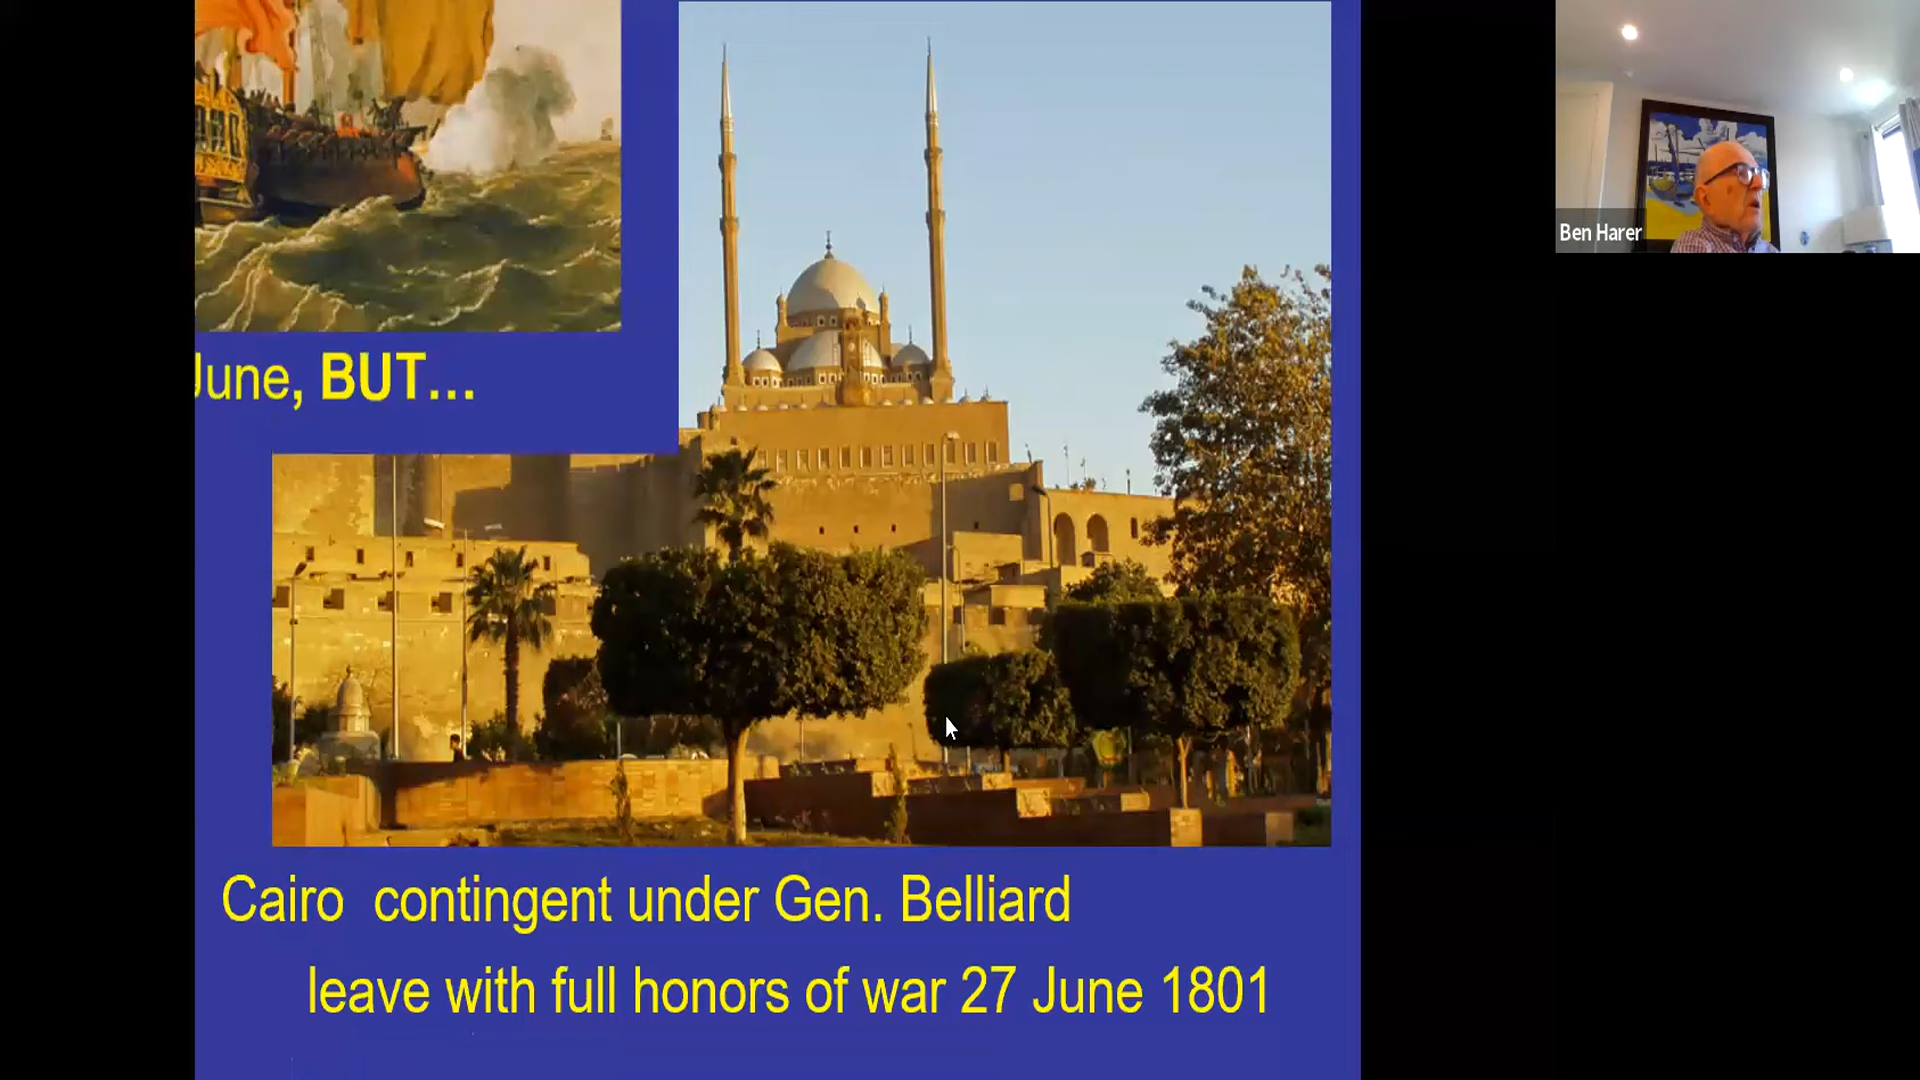 June, BUT...
Cairo contingent under Gen. Belliard
leave with full honors of war 27 June 1801
Ben Harer